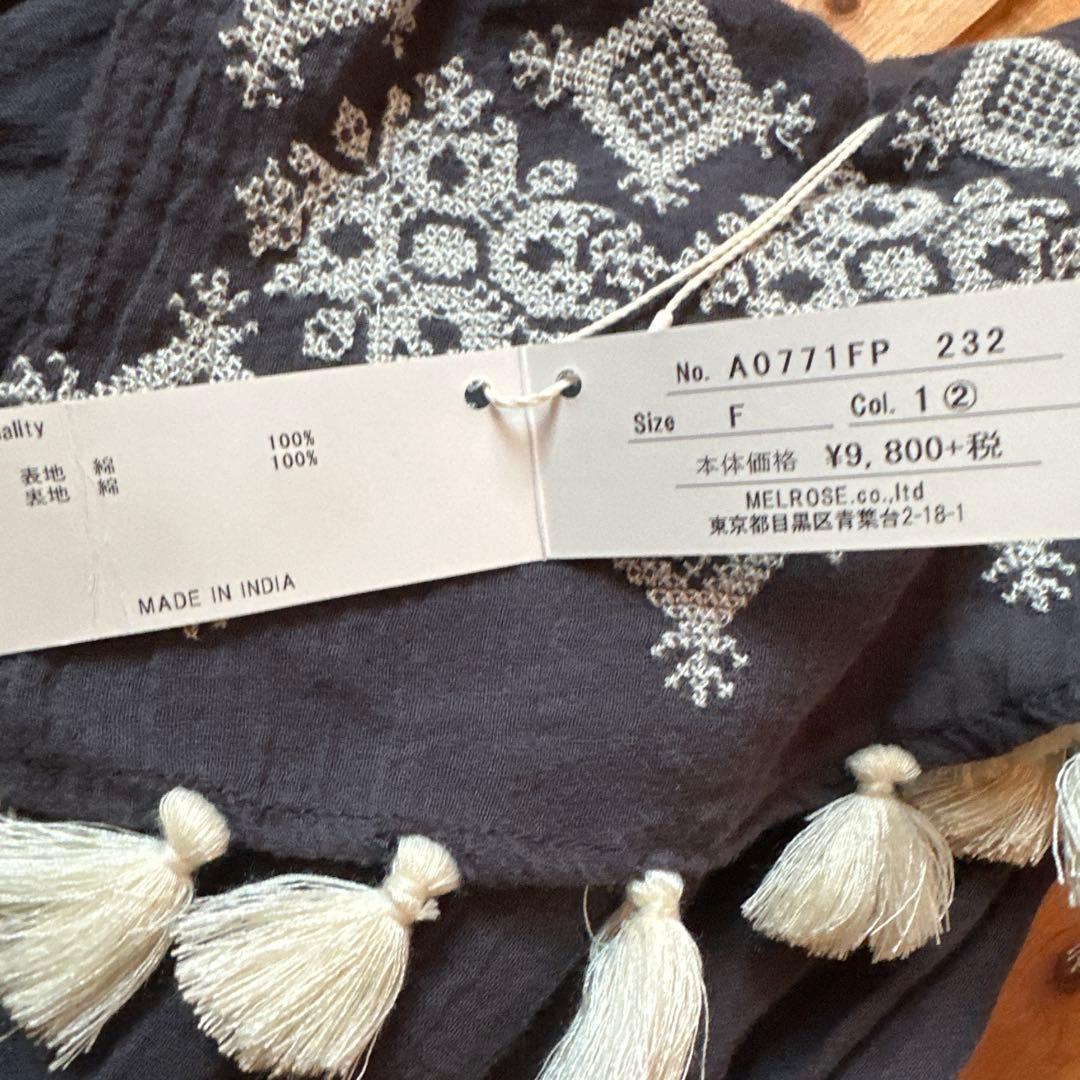 ality
表地 綿 100%
裏地 綿 100%
MADE IN INDIA
No. A0771FP 232
Size F Col. 1 ②
本体価格 ¥9,800+税
MELROSE.co.,ltd
東京都目黒区青葉台2-18-1